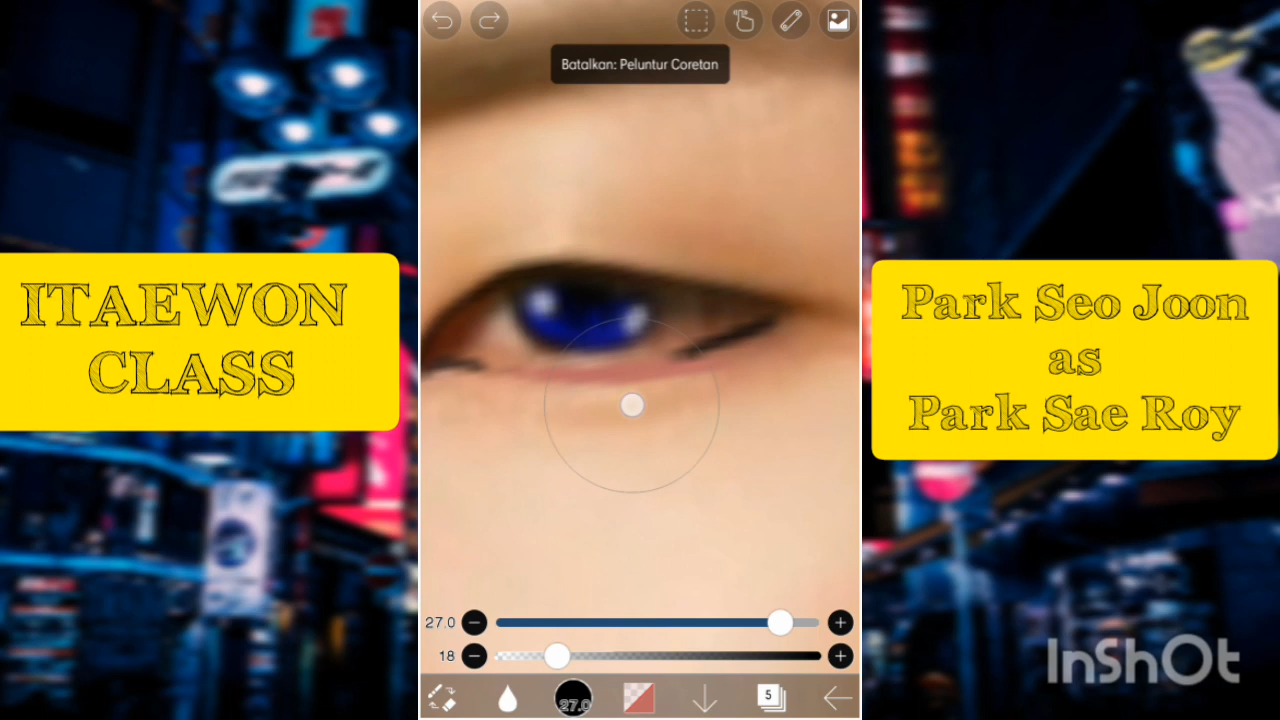 Batalkan: Peluntur Coretan
ITAEWON
CLASS
Park Seo Joon
as
Park Sae Roy
27.0
18
27.0
5
InShOt